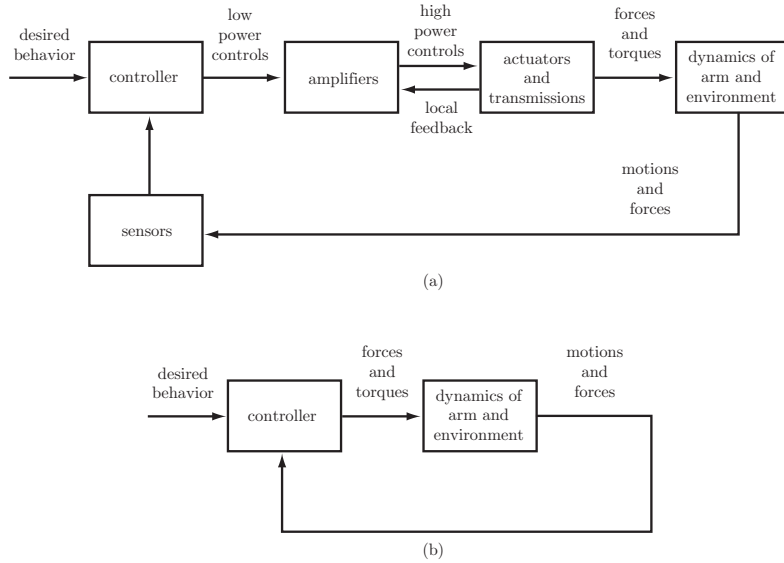 low
power
controls
high
power
controls
forces
and
torques
desired
behavior
controller
amplifiers
actuators
and
transmissions
dynamics of
arm and
environment
local
feedback
motions
and
forces
sensors
(a)
desired
behavior
controller
forces
and
torques
dynamics of
arm and
environment
motions
and
forces
(b)